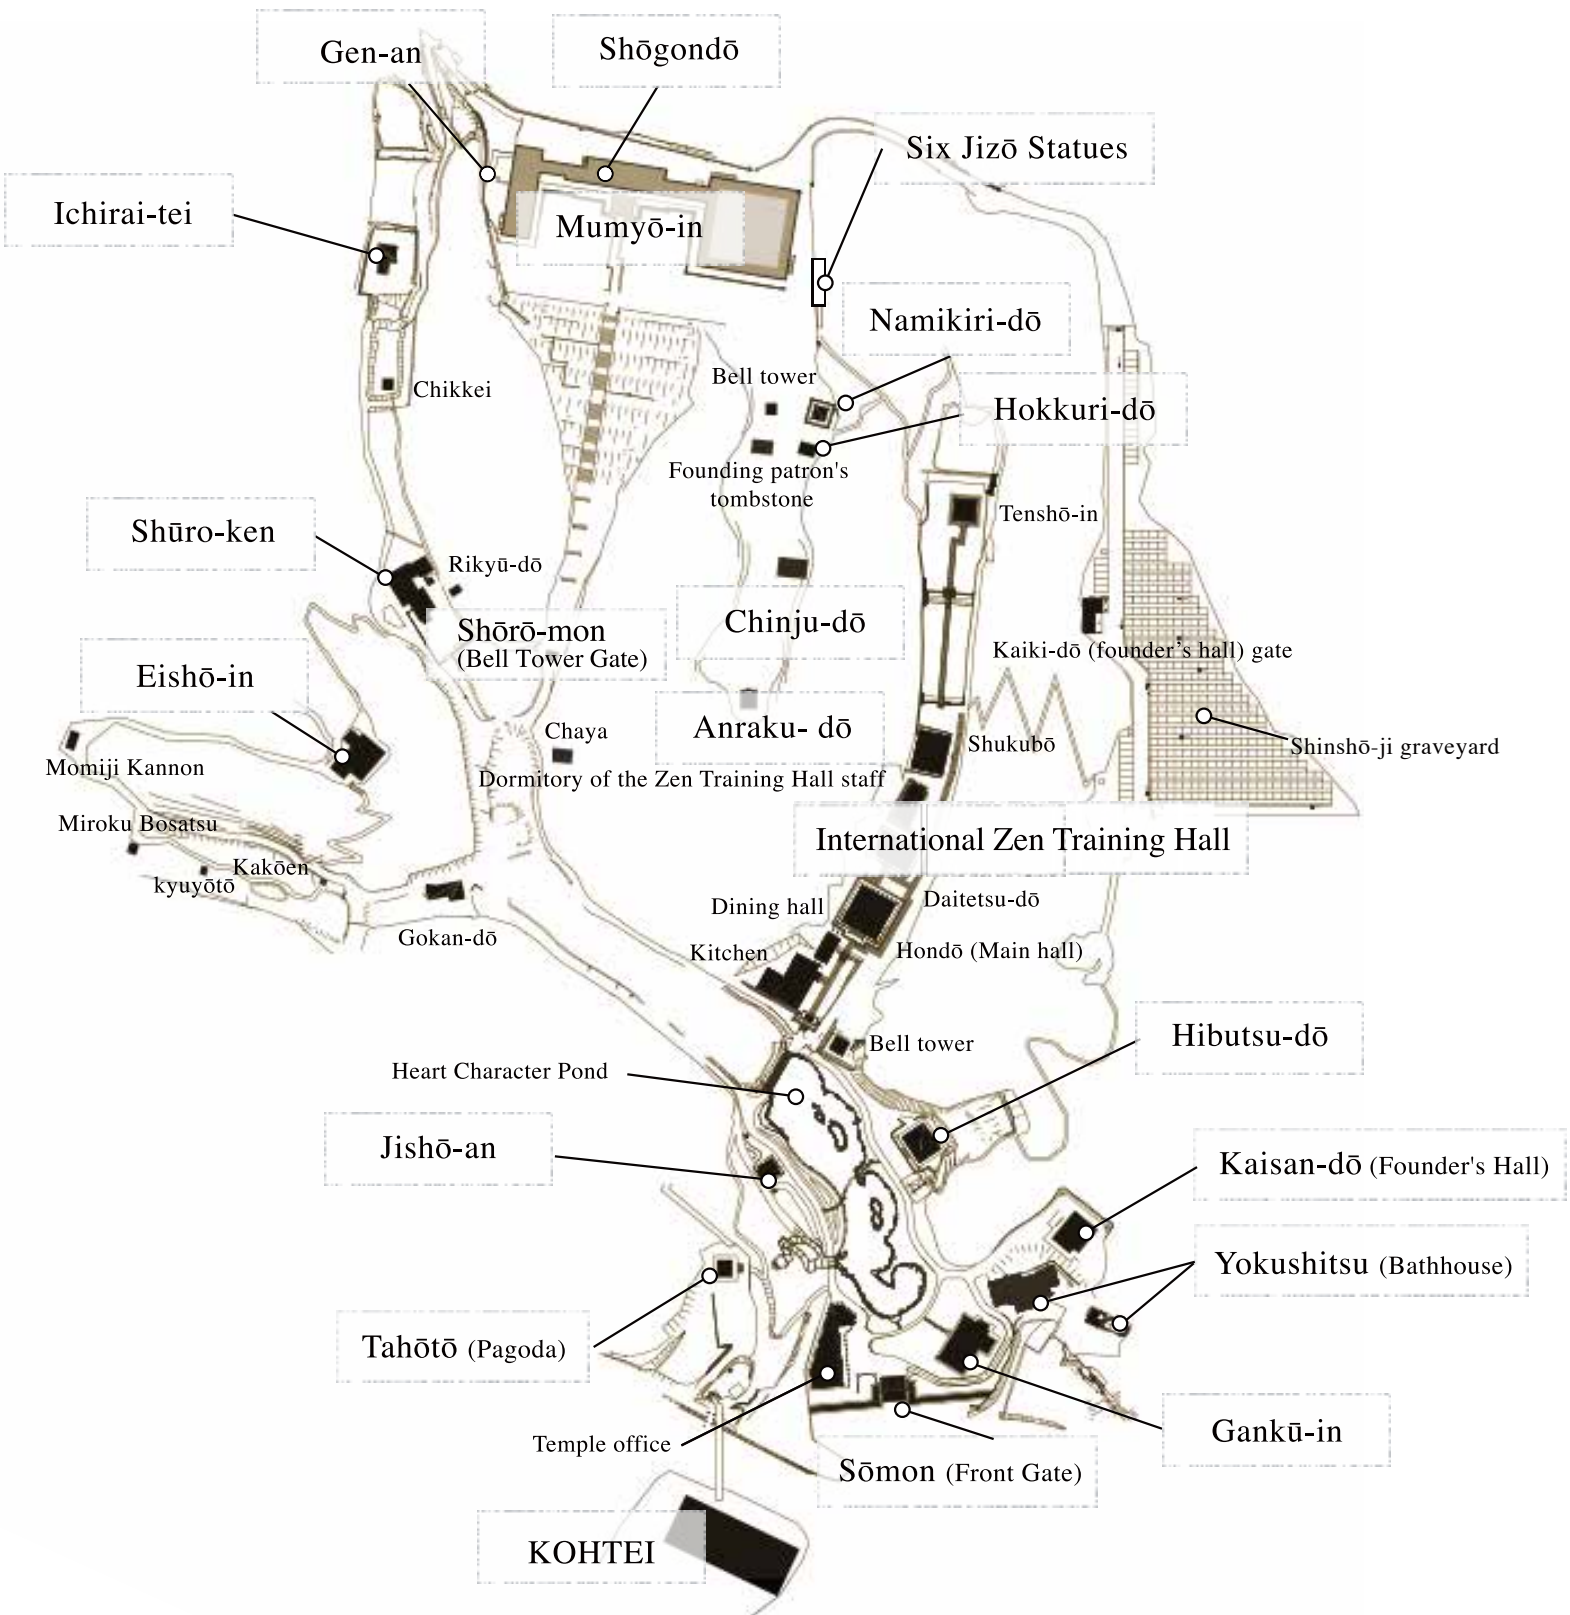 Gen-an
Shōgondō
Six Jizō Statues
Ichirai-tei
Mumyō-in
Namikiri-dō
Bell tower
Chikkei
Hokkuri-dō
Founding patron's
tombstone
Tenshō-in
Shūro-ken
Rikyū-dō
Shōrō-mon
(Bell Tower Gate)
Chinju-dō
Kaiki-dō (founder's hall) gate
Eishō-in
Anraku- dō
Chaya
Shukubō
Shinshō-ji graveyard
Momiji Kannon
Dormitory of the Zen Training Hall staff
Miroku Bosatsu
International Zen Training Hall
Kakōen
kyuyōtō
Dining hall
Daitetsu-dō
Gokan-dō
Kitchen
Hondō (Main hall)
Bell tower
Hibutsu-dō
Heart Character Pond
Jishō-an
Kaisan-dō (Founder's Hall)
Yokushitsu (Bathhouse)
Tahōtō (Pagoda)
Gankū-in
Temple office
Sōmon (Front Gate)
KOHTEI